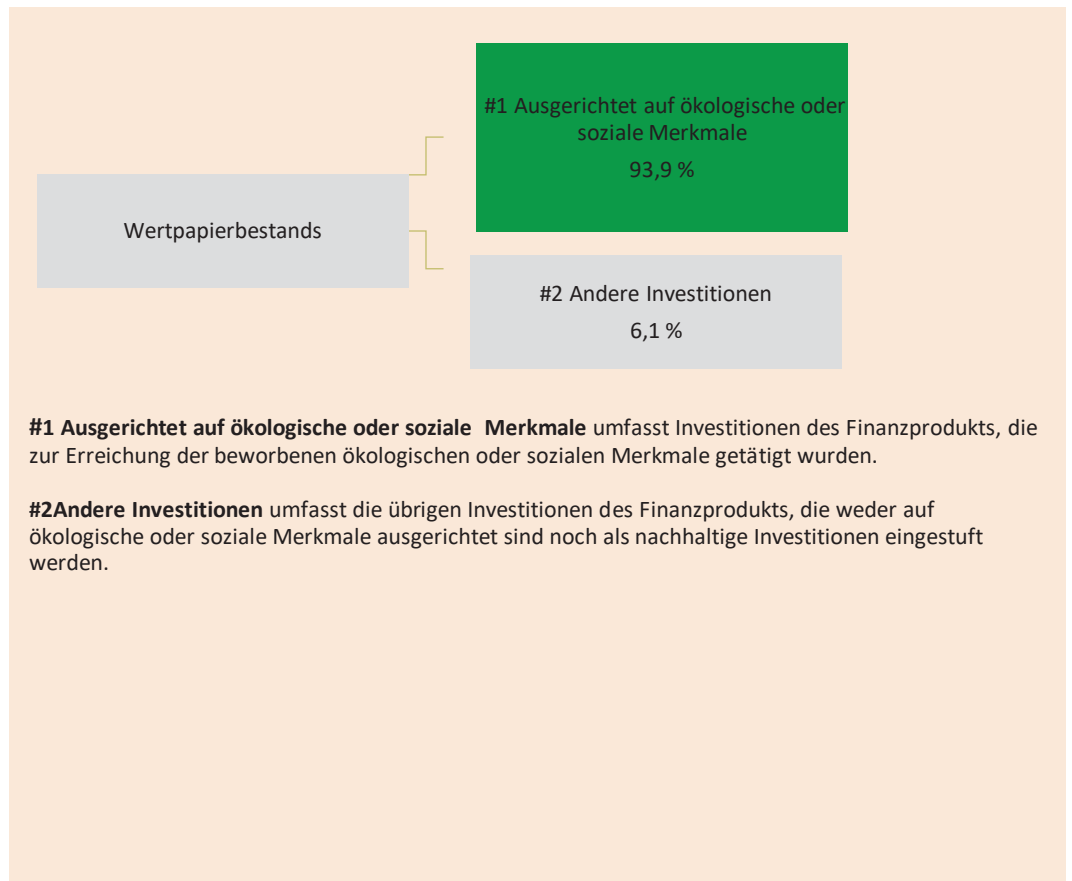 #1 Ausgerichtet auf ökologische oder
soziale Merkmale
93,9 %
Wertpapierbestands
#2 Andere Investitionen
6,1 %
#1 Ausgerichtet auf ökologische oder soziale  Merkmale umfasst Investitionen des Finanzprodukts, die
zur Erreichung der beworbenen ökologischen oder sozialen Merkmale getätigt wurden.
#2Andere Investitionen umfasst die übrigen Investitionen des Finanzprodukts, die weder auf
ökologische oder soziale Merkmale ausgerichtet sind noch als nachhaltige Investitionen eingestuft
werden.